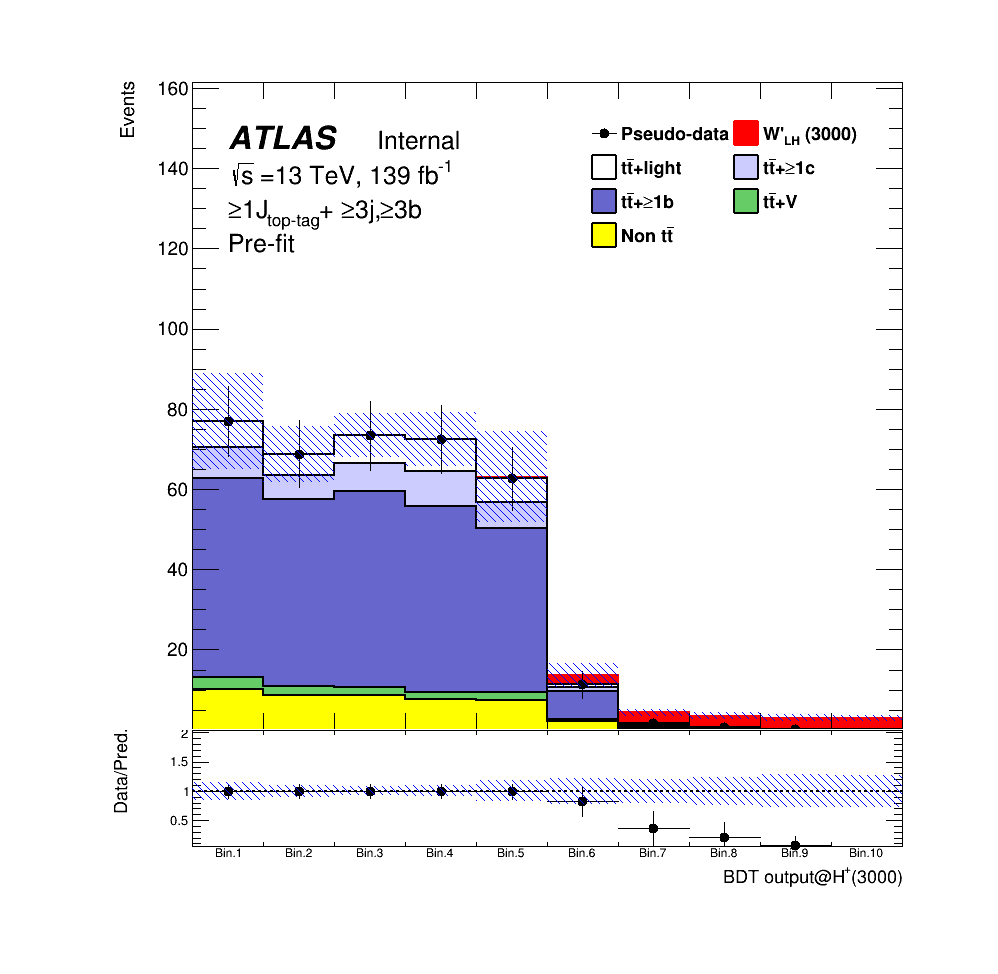 Events
160
140
120
100
80
60
40
20
ATLAS Internal
√s =13 TeV, 139 fb⁻¹
≥1J_top-tag+ ≥3j,≥3b
Pre-fit
Pseudo-data W'_LH (3000)
tt̄+light tt̄+≥1c
tt̄+≥1b tt̄+V
Non tt̄
Data/Pred.
2
1.5
1
0.5
Bin.1 Bin.2 Bin.3 Bin.4 Bin.5 Bin.6 Bin.7 Bin.8 Bin.9 Bin.10
BDT output@H⁺(3000)